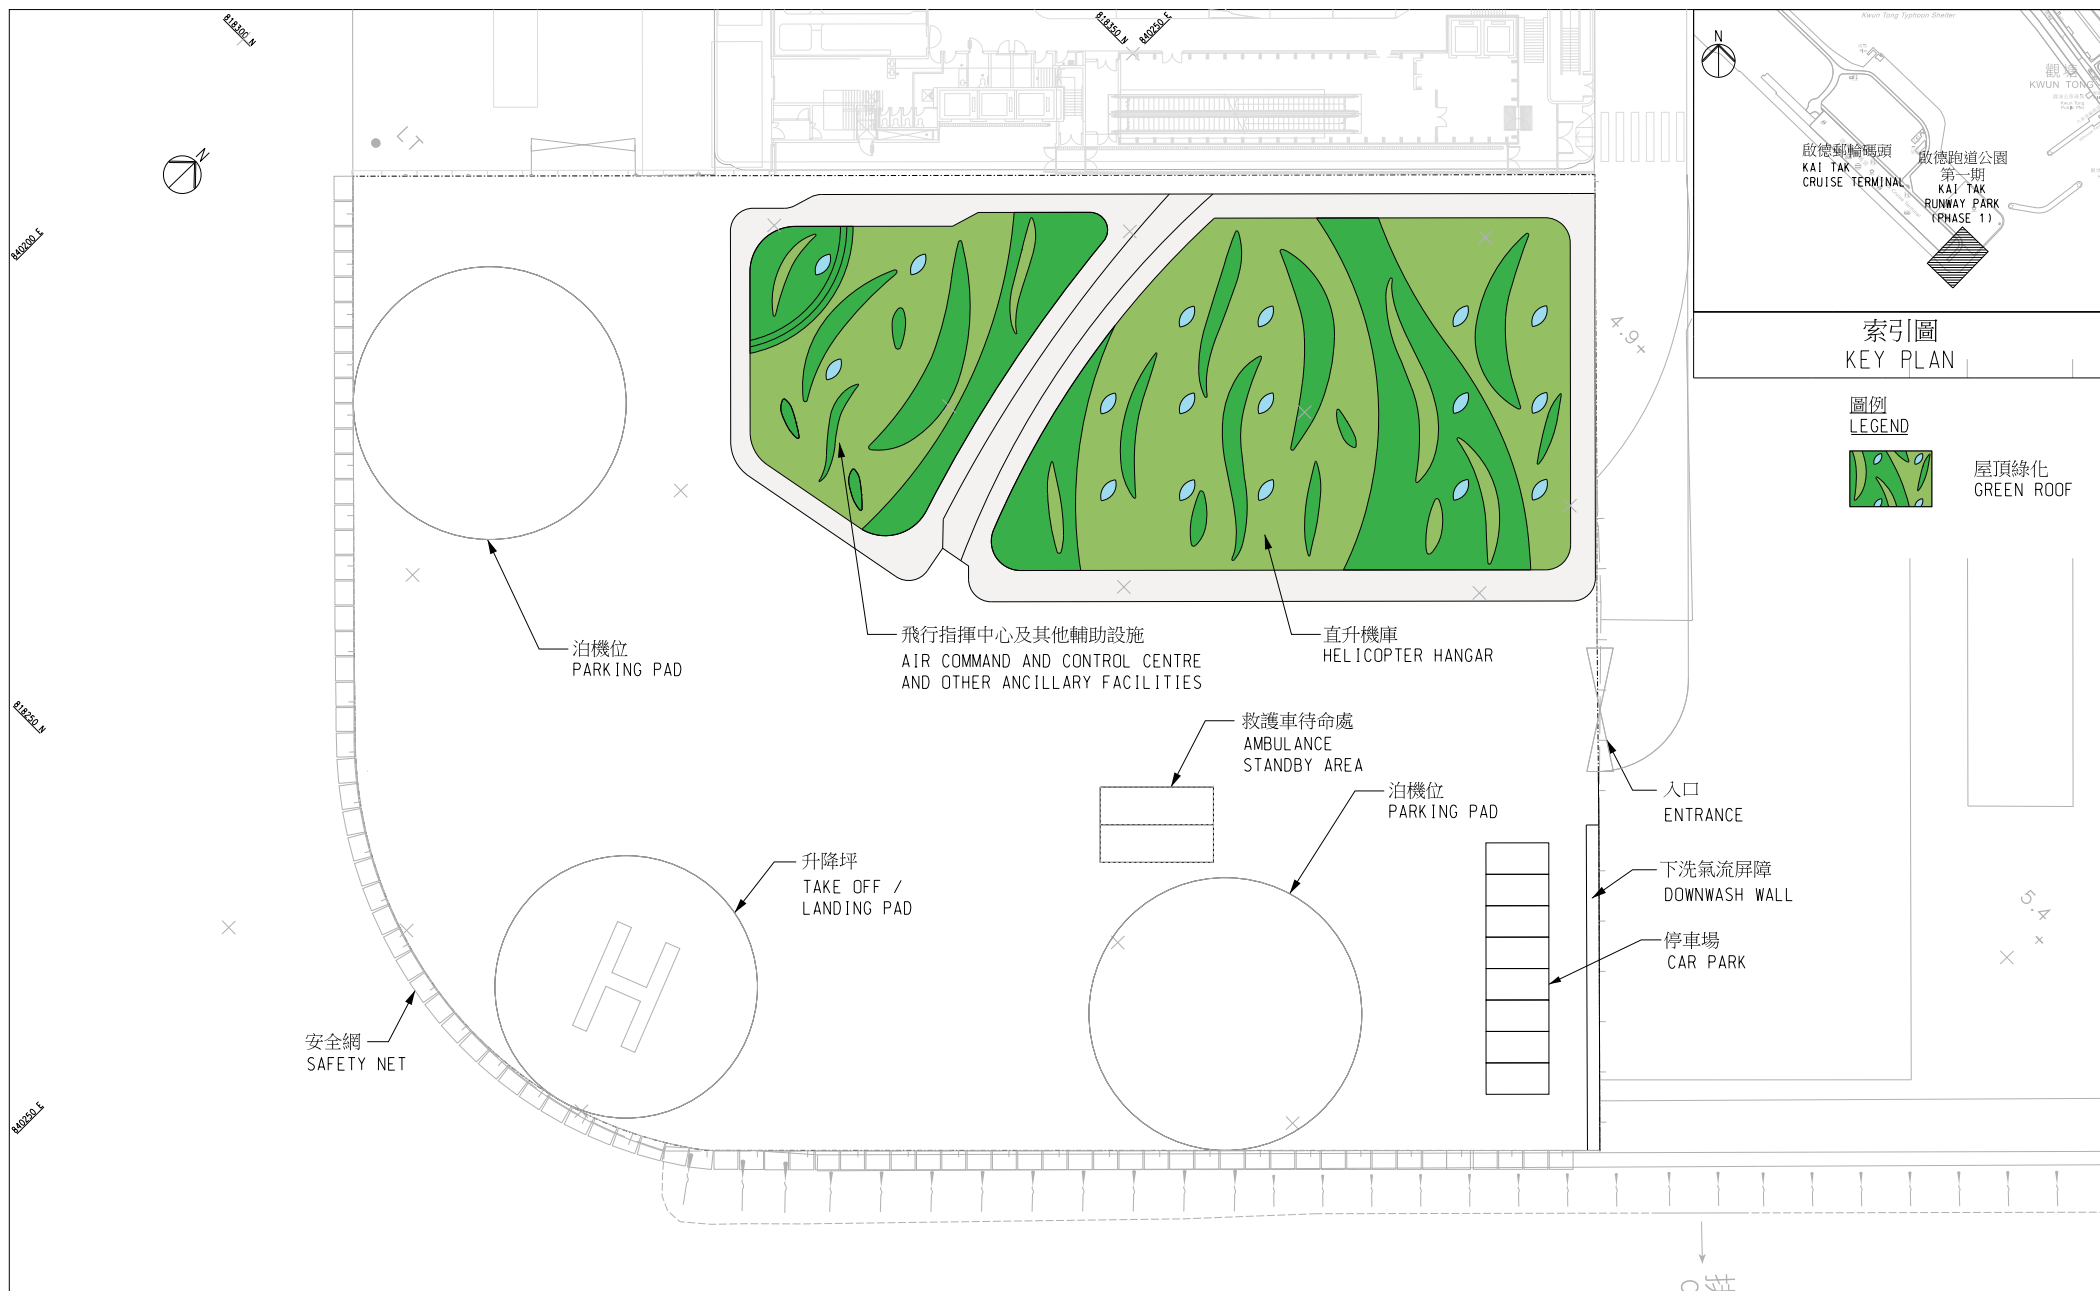 818300 N
818350 N
840250 E
N
LT
840200 E
4.9+
泊機位
PARKING PAD
飛行指揮中心及其他輔助設施
AIR COMMAND AND CONTROL CENTRE
AND OTHER ANCILLARY FACILITIES
直升機庫
HELICOPTER HANGAR
818250 N
救護車待命處
AMBULANCE
STANDBY AREA
泊機位
PARKING PAD
入口
ENTRANCE
升降坪
TAKE OFF /
LANDING PAD
H
下洗氣流屏障
DOWNWASH WALL
停車場
CAR PARK
5.4
+
安全網
SAFETY NET
840250 E
Kwun Tong Typhoon Shelter
N
觀塘
KWUN TONG
啟德郵輪碼頭
KAI TAK
CRUISE TERMINAL
啟德跑道公園
第一期
KAI TAK
RUNWAY PARK
(PHASE 1)
索引圖
KEY PLAN
圖例
LEGEND
屋頂綠化
GREEN ROOF